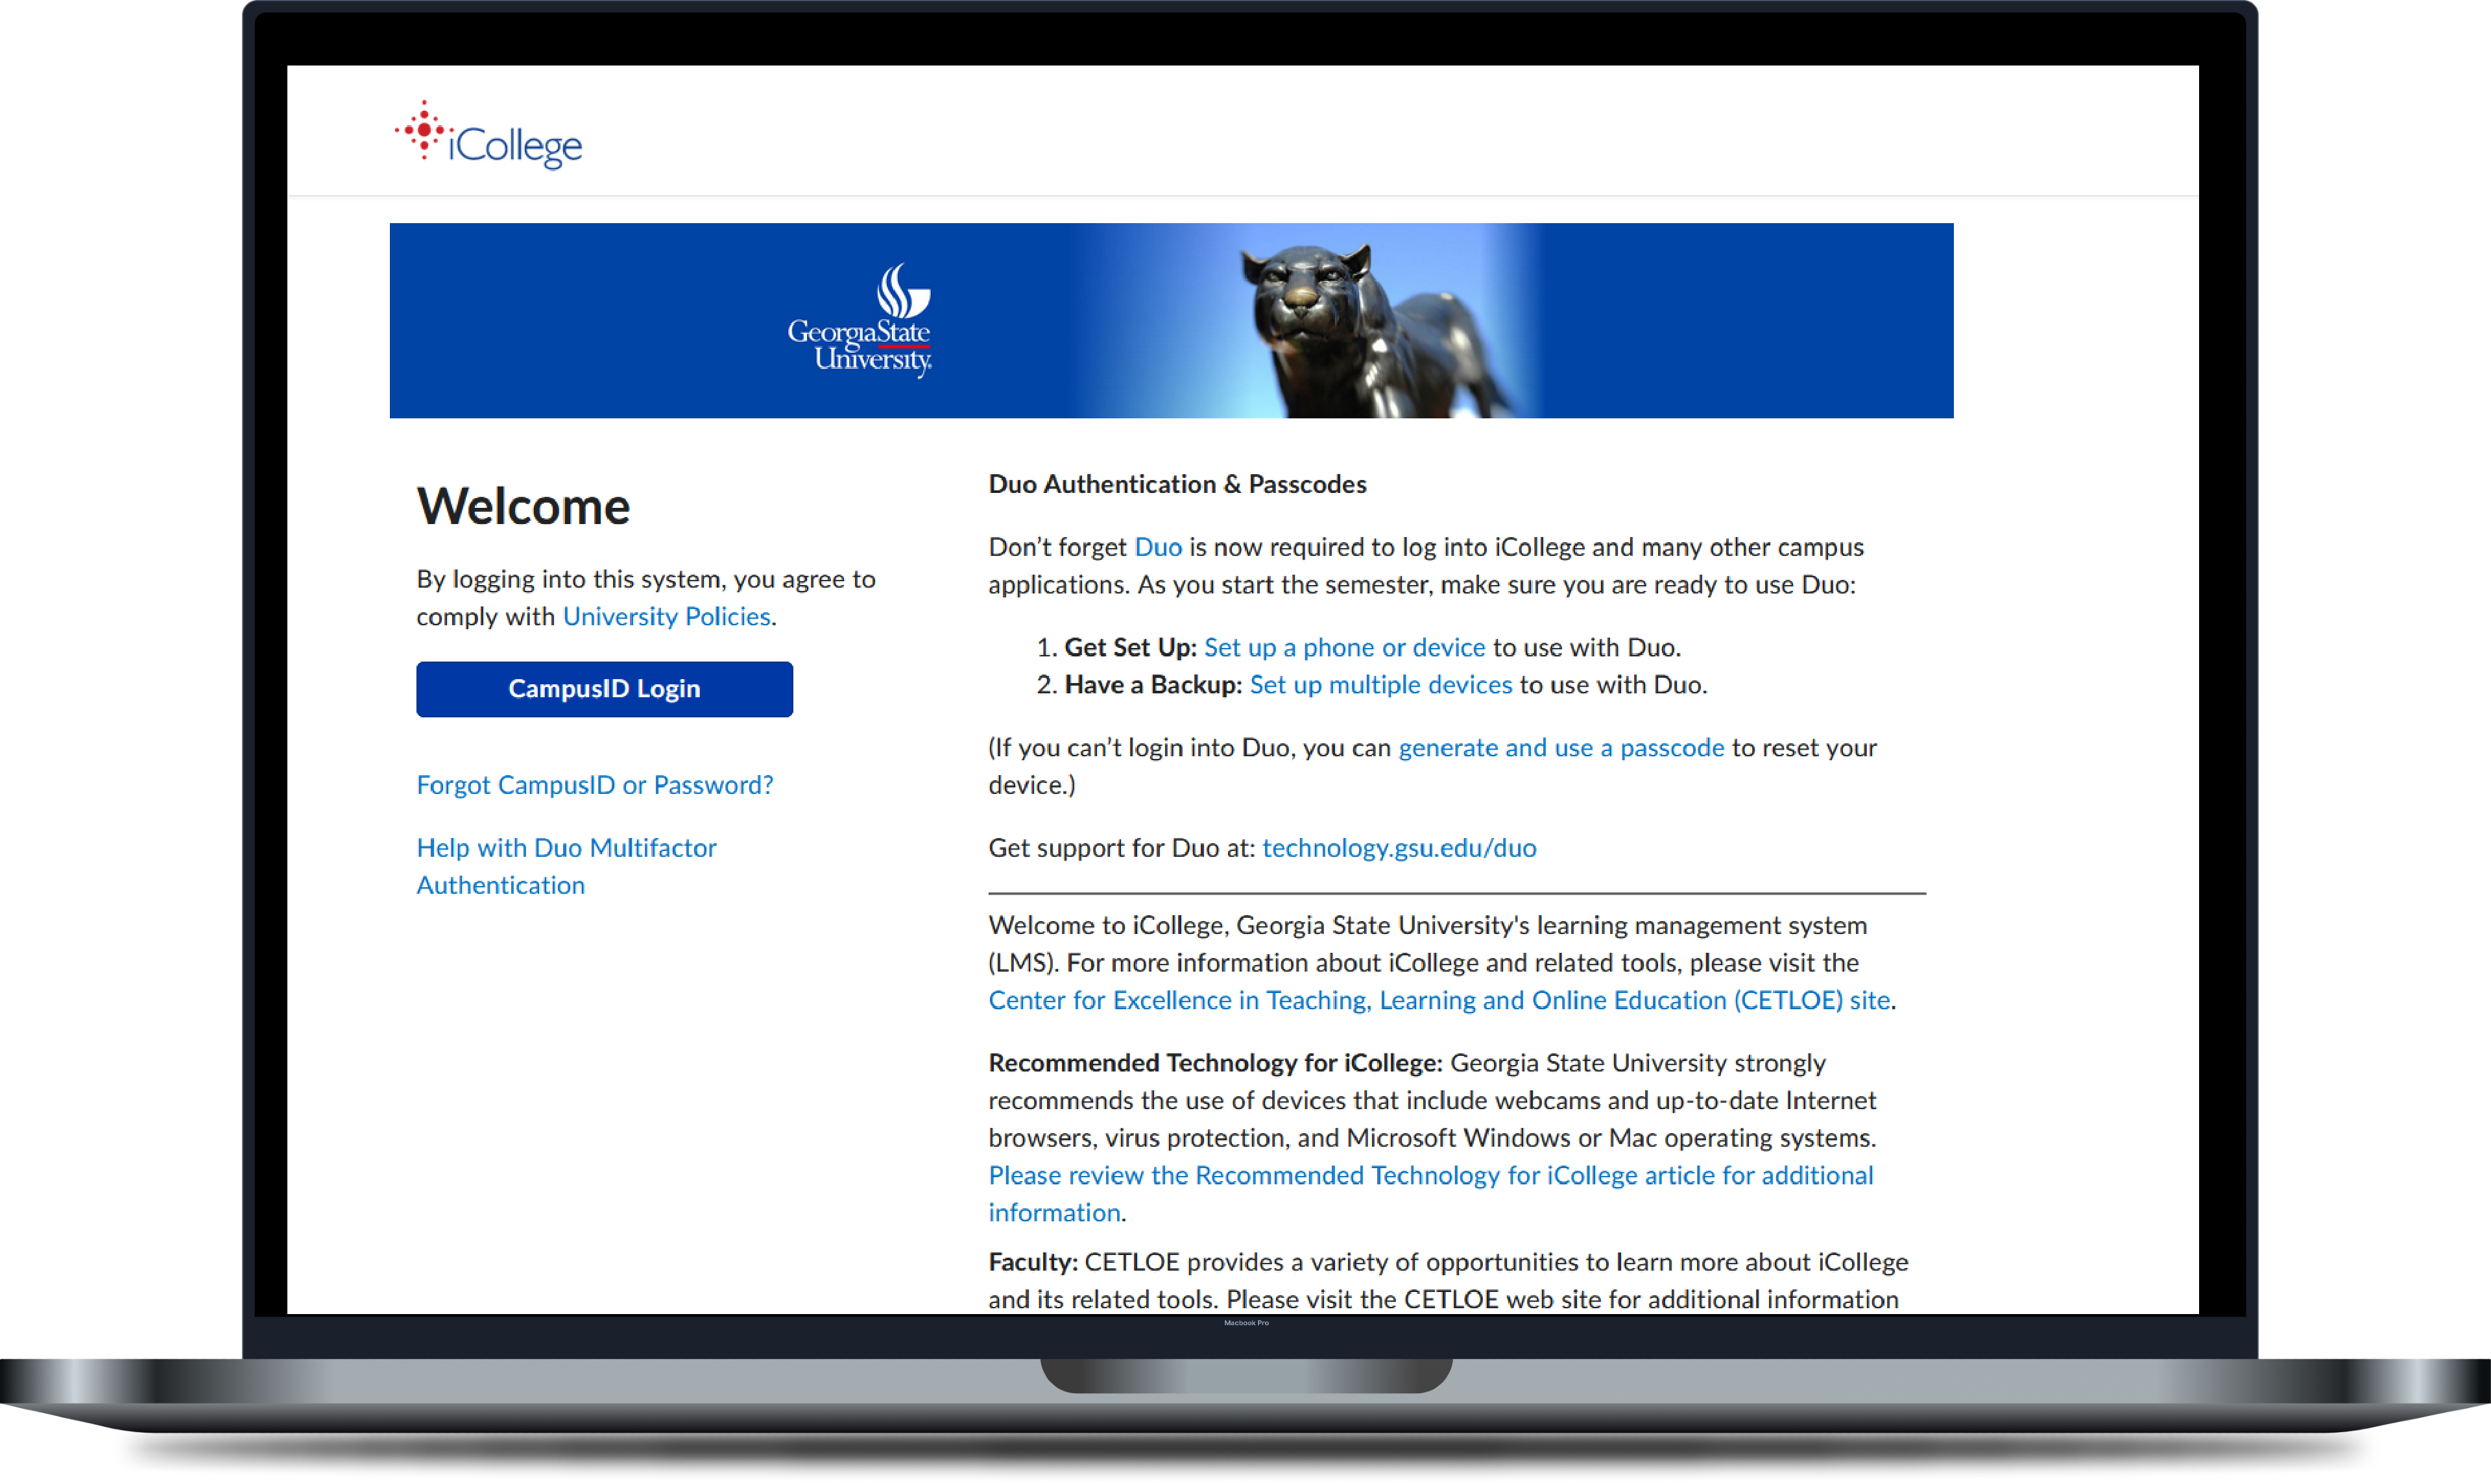 iCollege
GeorgiaState
University
Welcome
By logging into this system, you agree to
comply with University Policies.
CampusID Login
Forgot CampusID or Password?
Help with Duo Multifactor
Authentication
Duo Authentication & Passcodes
Don’t forget Duo is now required to log into iCollege and many other campus
applications. As you start the semester, make sure you are ready to use Duo:
1. Get Set Up: Set up a phone or device to use with Duo.
2. Have a Backup: Set up multiple devices to use with Duo.
(If you can’t login into Duo, you can generate and use a passcode to reset your
device.)
Get support for Duo at: technology.gsu.edu/duo
Welcome to iCollege, Georgia State University's learning management system
(LMS). For more information about iCollege and related tools, please visit the
Center for Excellence in Teaching, Learning and Online Education (CETLOE) site.
Recommended Technology for iCollege: Georgia State University strongly
recommends the use of devices that include webcams and up-to-date Internet
browsers, virus protection, and Microsoft Windows or Mac operating systems.
Please review the Recommended Technology for iCollege article for additional
information.
Faculty: CETLOE provides a variety of opportunities to learn more about iCollege
and its related tools. Please visit the CETLOE web site for additional information
Macbook Pro